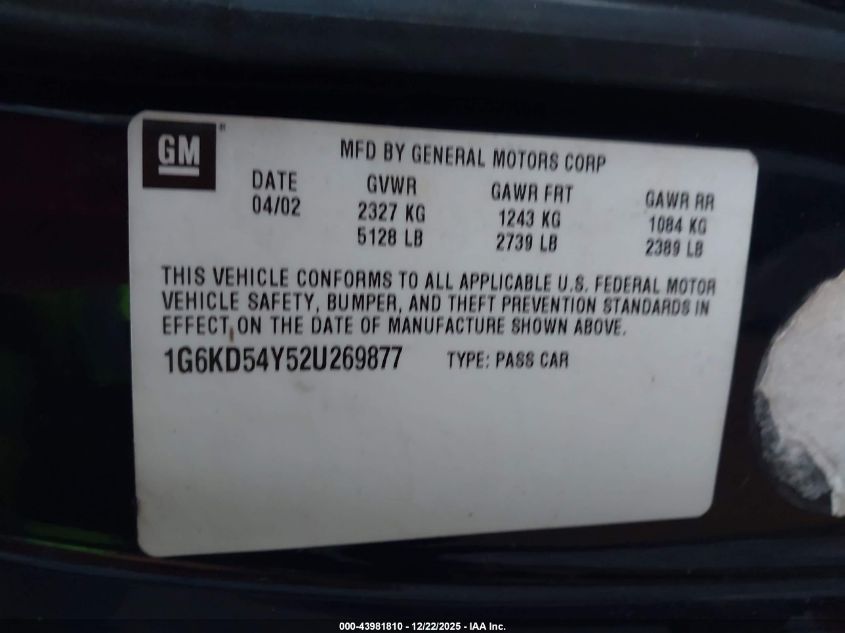 GM®
MFD BY GENERAL MOTORS CORP
DATE GVWR GAWR FRT GAWR RR
04/02 2327 KG 1243 KG 1084 KG
5128 LB 2739 LB 2389 LB
THIS VEHICLE CONFORMS TO ALL APPLICABLE U.S. FEDERAL MOTOR
VEHICLE SAFETY, BUMPER, AND THEFT PREVENTION STANDARDS IN
EFFECT ON THE DATE OF MANUFACTURE SHOWN ABOVE.
1G6KD54Y52U269877 TYPE: PASS CAR
000-43981810 - 12/22/2025 - IAA Inc.